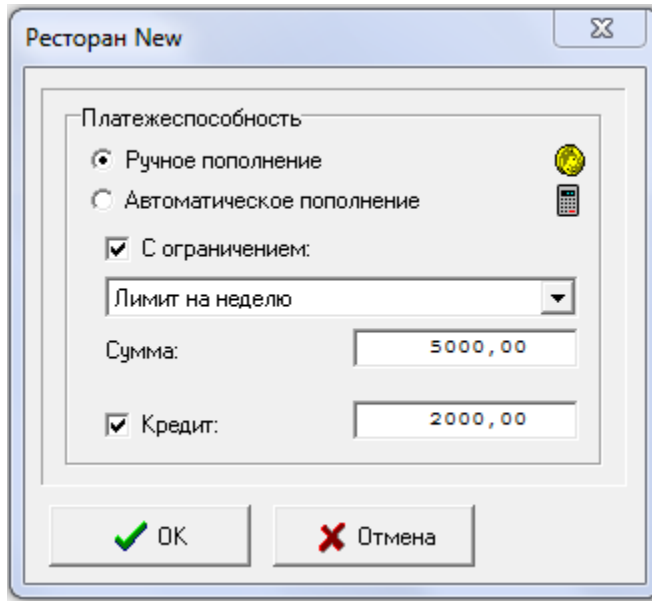 Ресторан New
Платежеспособность
Ручное пополнение
Автоматическое пополнение
С ограничением:
Лимит на неделю
Сумма: 5000,00
Кредит: 2000,00
OK Отмена